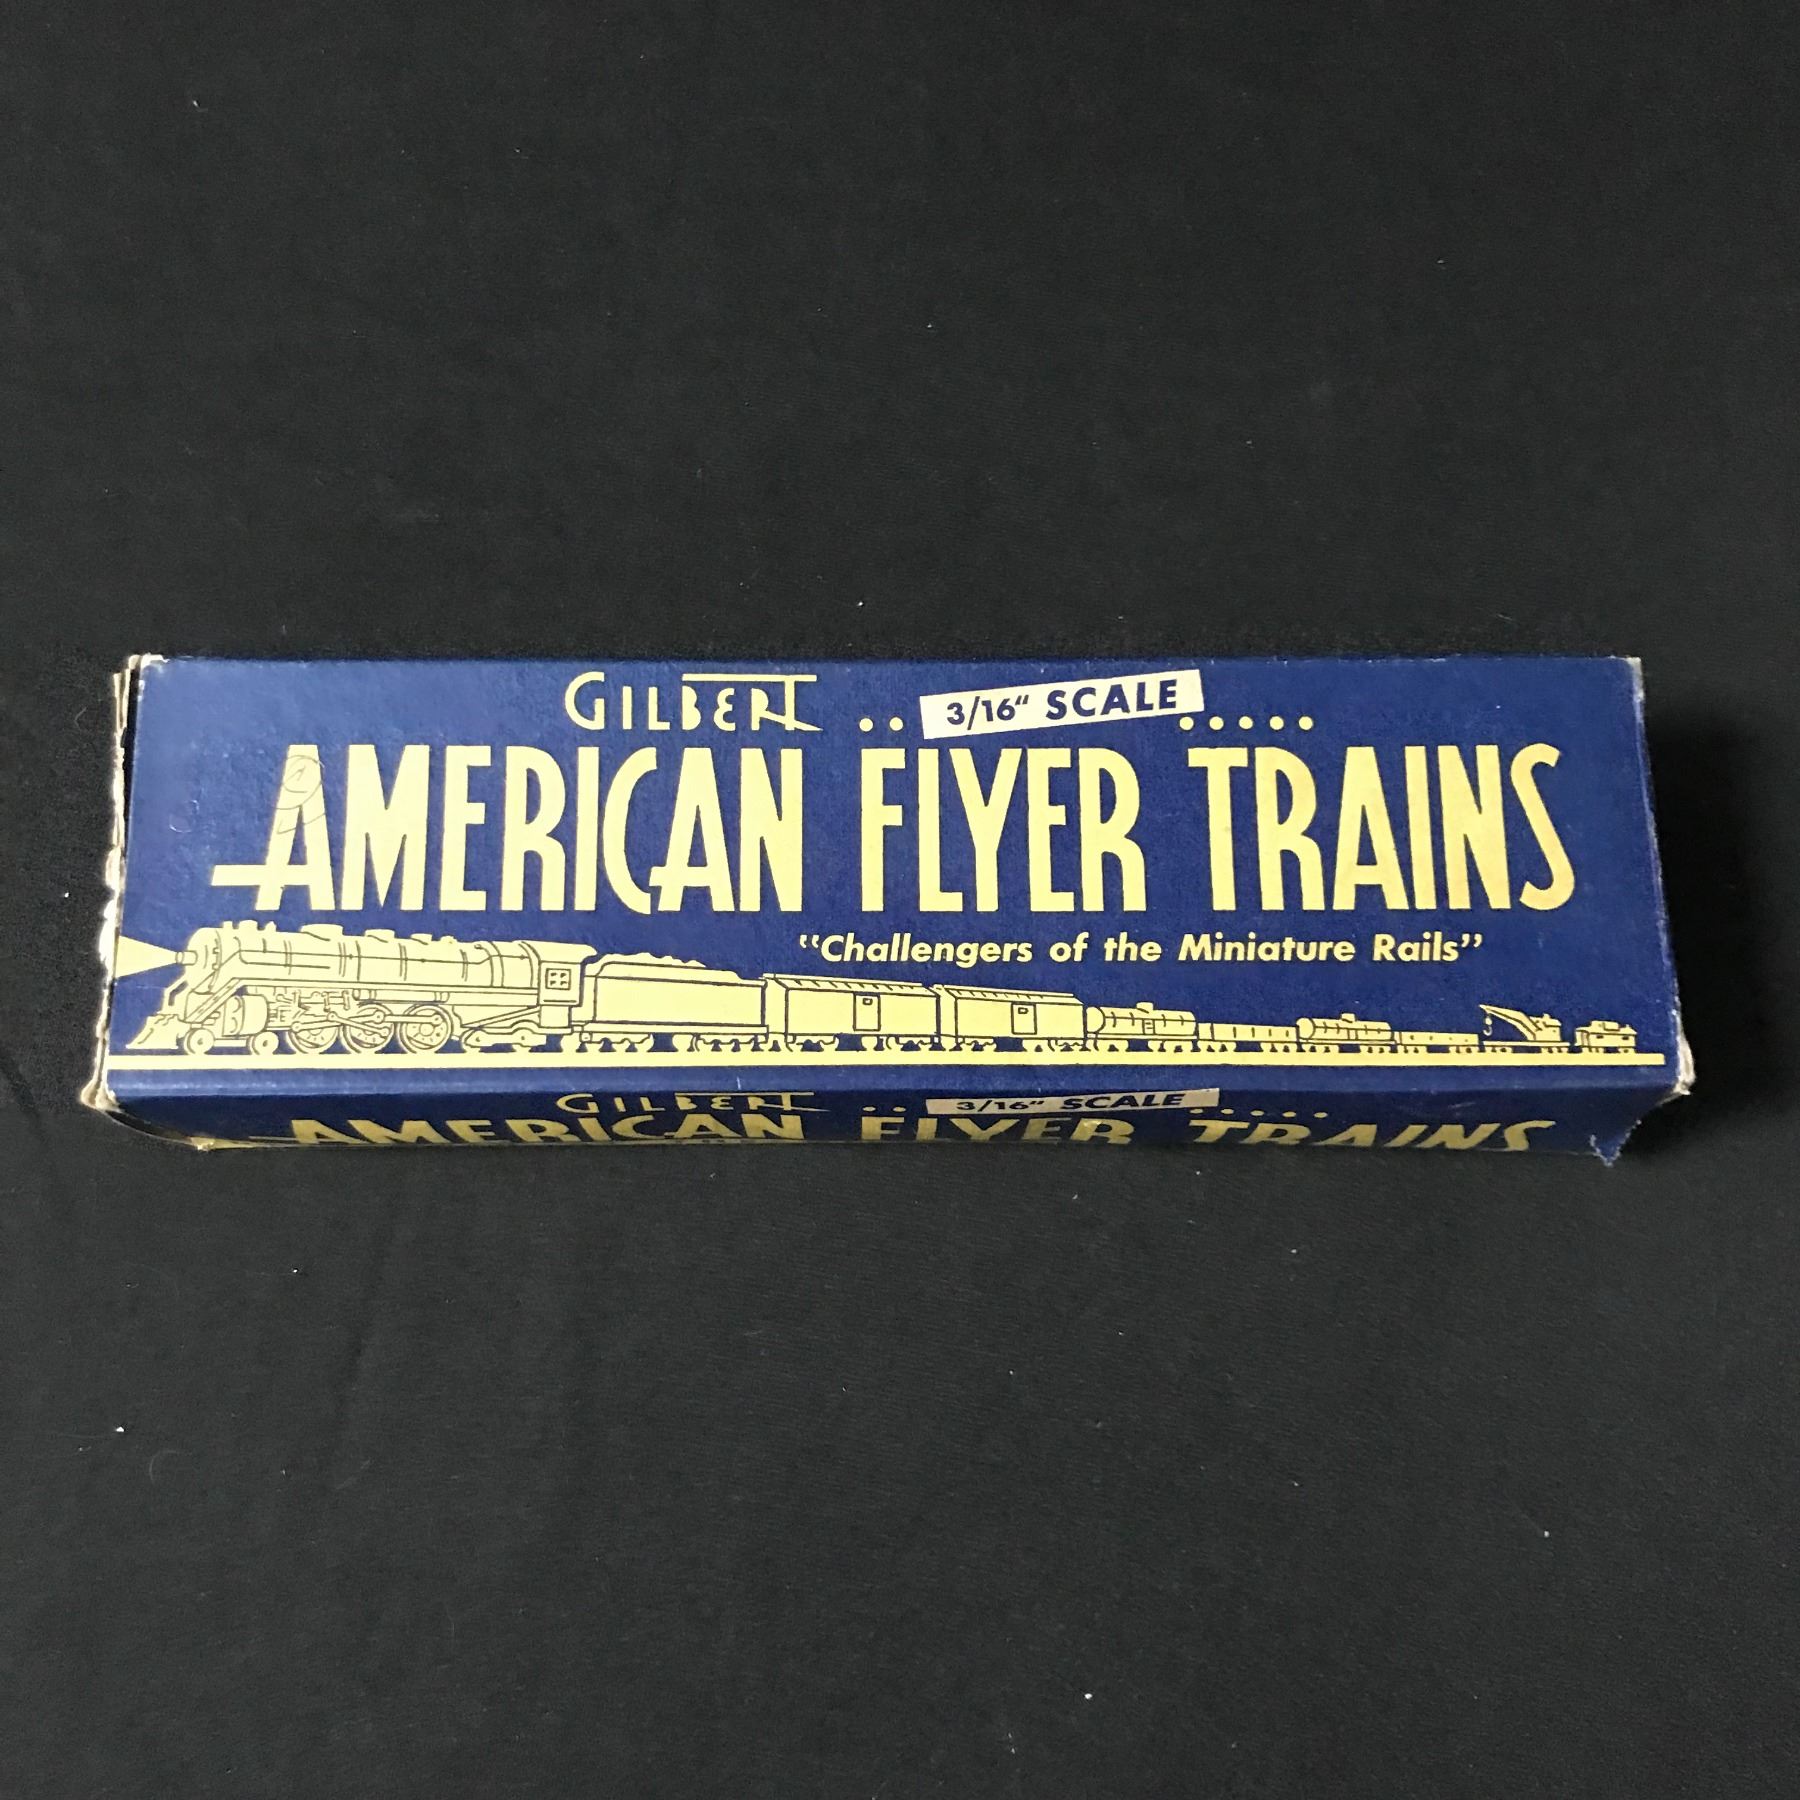 GILBERT .. 3/16" SCALE .....
AMERICAN FLYER TRAINS
"Challengers of the Miniature Rails"
GILBERT .. 3/16" SCALE .....
AMERICAN FLYER TRAINS